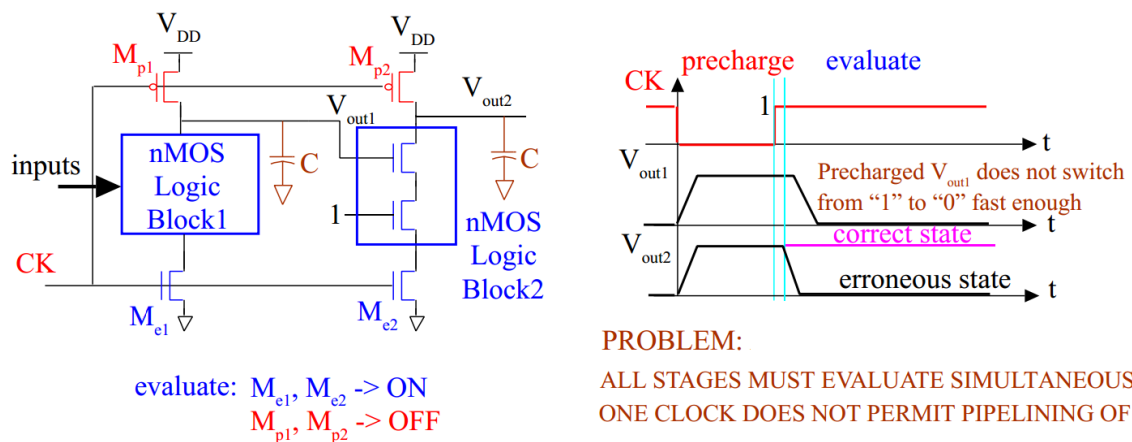 V_DD
V_DD
M_p1
M_p2
V_out1
V_out2
C
C
inputs
nMOS
Logic
Block1
1
nMOS
Logic
Block2
CK
M_e1
M_e2
evaluate: M_e1, M_e2 -> ON
M_p1, M_p2 -> OFF
precharge evaluate
CK
1
t
V_out1
Precharged V_out1 does not switch
from “1” to “0” fast enough
t
V_out2
correct state
erroneous state
t
PROBLEM:
ALL STAGES MUST EVALUATE SIMULTANEOUS
ONE CLOCK DOES NOT PERMIT PIPELINING OF